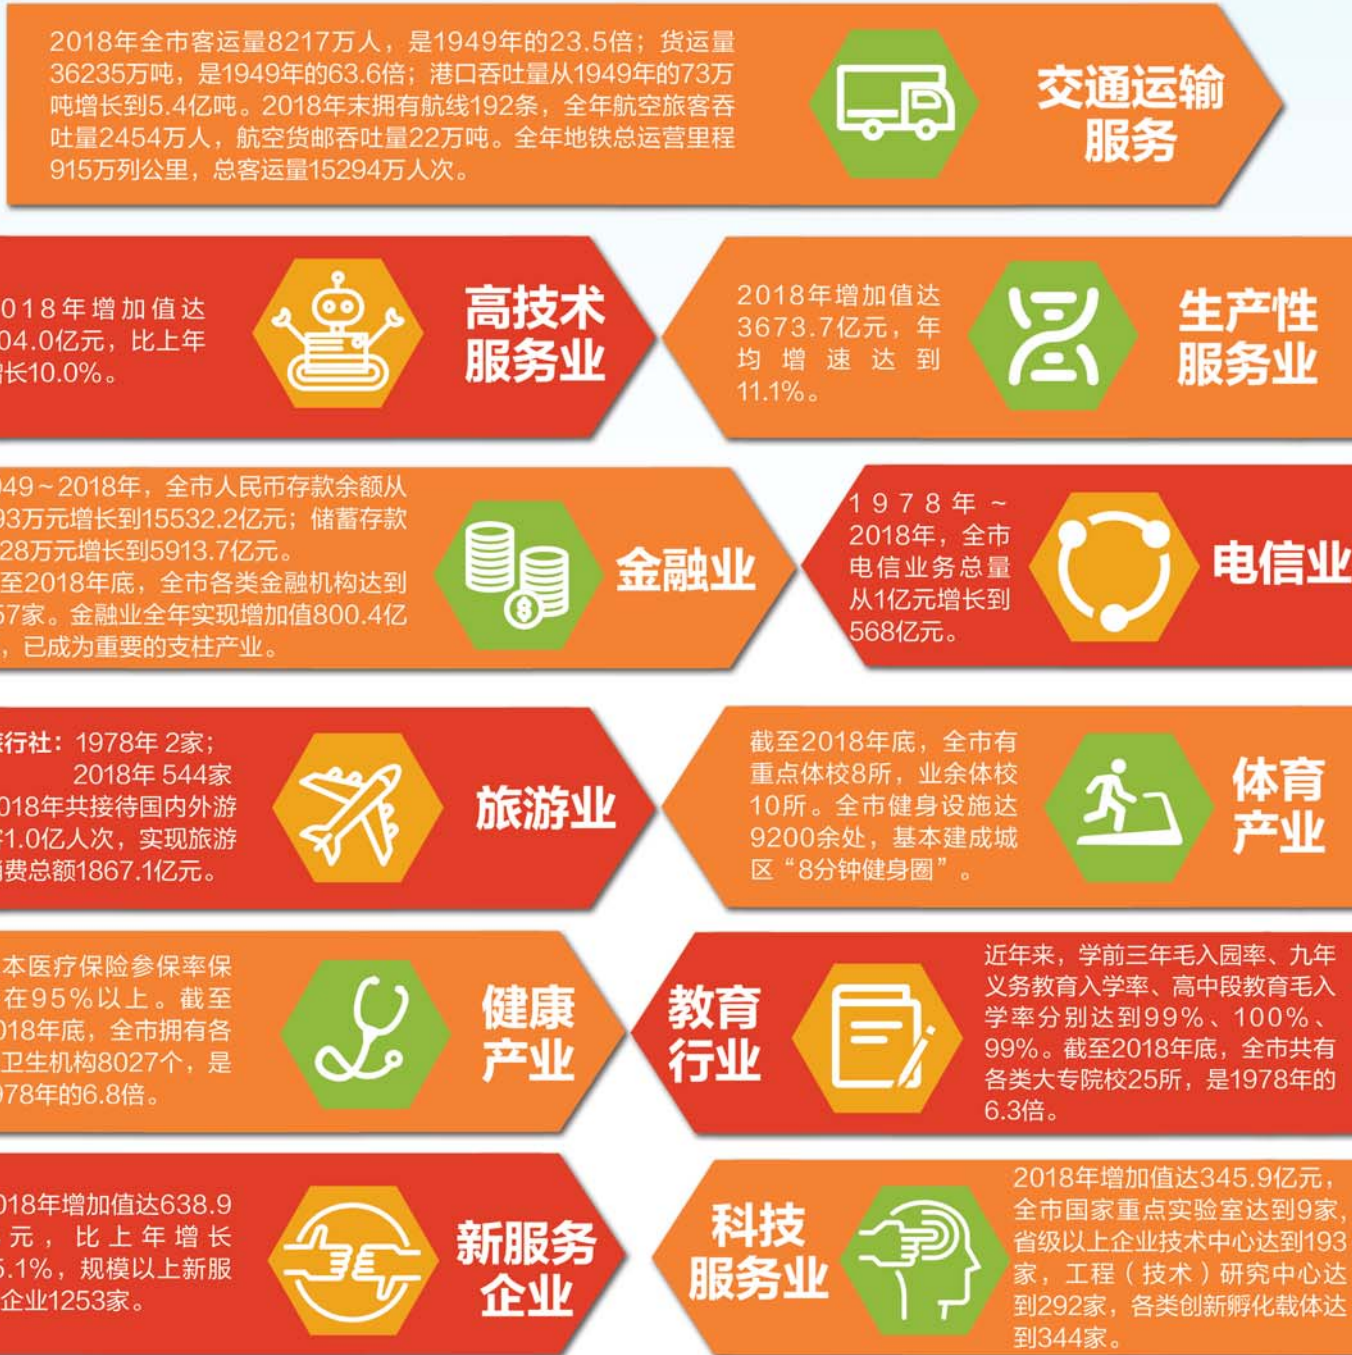 2018年全市客运量8217万人，是1949年的23.5倍；货运量
36235万吨，是1949年的63.6倍；港口吞吐量从1949年的73万
吨增长到5.4亿吨。2018年末拥有航线192条，全年航空旅客吞
吐量2454万人，航空货邮吞吐量22万吨。全年地铁总运营里程
915万列公里，总客运量15294万人次。
交通运输
服务
018年增加值达
04.0亿元，比上年
长10.0%。
高技术
服务业
2018年增加值达
3673.7亿元，年
均增速达到
11.1%。
生产性
服务业
949～2018年，全市人民币存款余额从
93万元增长到15532.2亿元；储蓄存款
28万元增长到5913.7亿元。
至2018年底，全市各类金融机构达到
57家。金融业全年实现增加值800.4亿
，已成为重要的支柱产业。
金融业
1978年～
2018年，全市
电信业务总量
从1亿元增长到
568亿元。
电信业
行社：1978年 2家；
2018年 544家
018年共接待国内外游
1.0亿人次，实现旅游
费总额1867.1亿元。
旅游业
截至2018年底，全市有
重点体校8所，业余体校
10所。全市健身设施达
9200余处，基本建成城
区“8分钟健身圈”。
体育
产业
本医疗保险参保率保
在95%以上。截至
018年底，全市拥有各
卫生机构8027个，是
978年的6.8倍。
健康
产业
教育
行业
近年来，学前三年毛入园率、九年
义务教育入学率、高中段教育毛入
学率分别达到99%、100%、
99%。截至2018年底，全市共有
各类大专院校25所，是1978年的
6.3倍。
018年增加值达638.9
元，比上年增长
5.1%，规模以上新服
企业1253家。
新服务
企业
科技
服务业
2018年增加值达345.9亿元，
全市国家重点实验室达到9家，
省级以上企业技术中心达到193
家，工程（技术）研究中心达
到292家，各类创新孵化载体达
到344家。